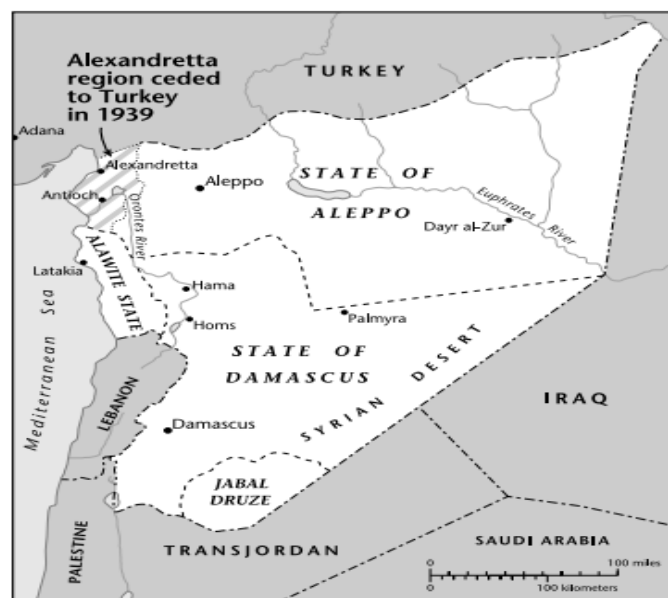 Alexandretta
region ceded
to Turkey
in 1939
TURKEY
Adana
Alexandretta
Antioch
Aleppo
STATE OF
ALEPPO
Orontes River
Euphrates
River
Dayr al-Zur
Latakia
ALAWITE STATE
Hama
Homs
Palmyra
Mediterranean Sea
STATE OF
DAMASCUS
SYRIAN DESERT
LEBANON
Damascus
IRAQ
JABAL
DRUZE
PALESTINE
TRANSJORDAN
SAUDI ARABIA
0 100 miles
0 100 kilometers